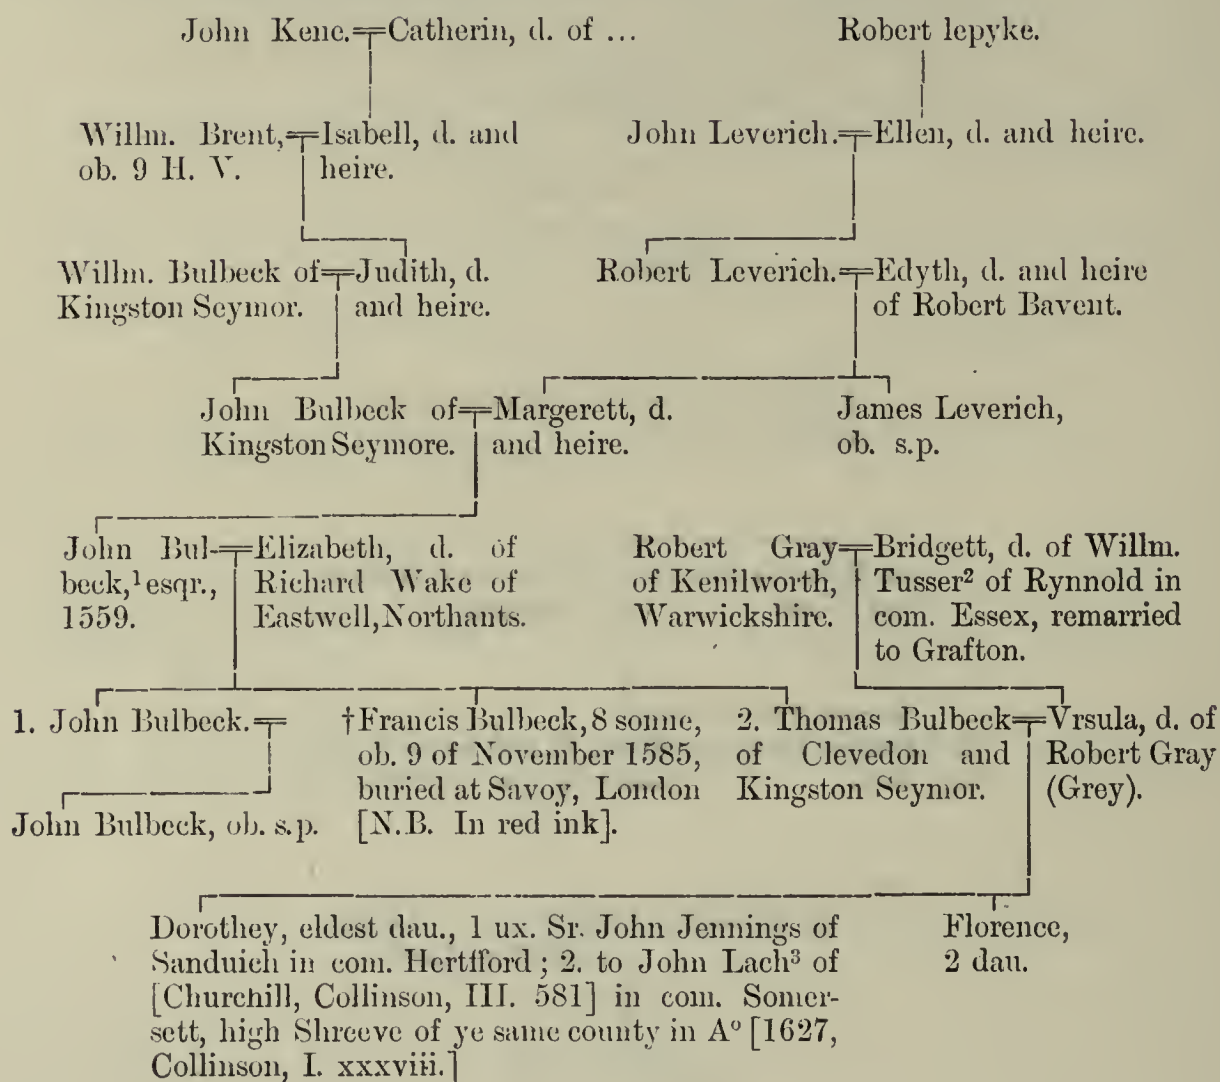 John Kene. Catherin, d. of ...
Robert lepyke.
Willm. Brent, ob. 9 H. V.
Isabell, d. and heire.
John Leverich. Ellen, d. and heire.
Willm. Bulbeck of Kingston Seymor.
Judith, d. and heire.
Robert Leverich.
Edyth, d. and heire of Robert Bavent.
John Bulbeck of Kingston Seymore.
Margerett, d. and heire.
James Leverich, ob. s.p.
John Bul-
beck,¹ esqr.,
1559.
Elizabeth, d. of
Richard Wake of
Eastwell, Northants.
Robert Gray
of Kenilworth,
Warwickshire.
Bridgett, d. of Willm.
Tusser² of Rynnold in
com. Essex, remarried
to Grafton.
1. John Bulbeck.
†Francis Bulbeck, 8 sonne,
ob. 9 of November 1585,
buried at Savoy, London
[N.B. In red ink].
2. Thomas Bulbeck
of Clevedon and
Kingston Seymor.
Vrsula, d. of
Robert Gray
(Grey).
John Bulbeck, ob. s.p.
Dorothey, eldest dau., 1 ux. Sr. John Jennings of
Sanduich in com. Hertfford; 2. to John Lach³ of
[Churchill, Collinson, III. 581] in com. Somer-
sett, high Shreeve of ye same county in Aº [1627,
Collinson, I. xxxviii.]
Florence,
2 dau.